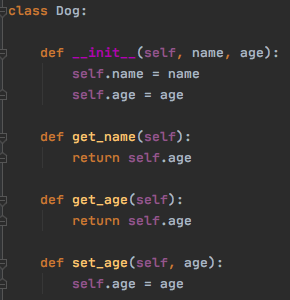 class Dog:
    def __init__(self, name, age):
        self.name = name
        self.age = age
    def get_name(self):
        return self.age
    def get_age(self):
        return self.age
    def set_age(self, age):
        self.age = age